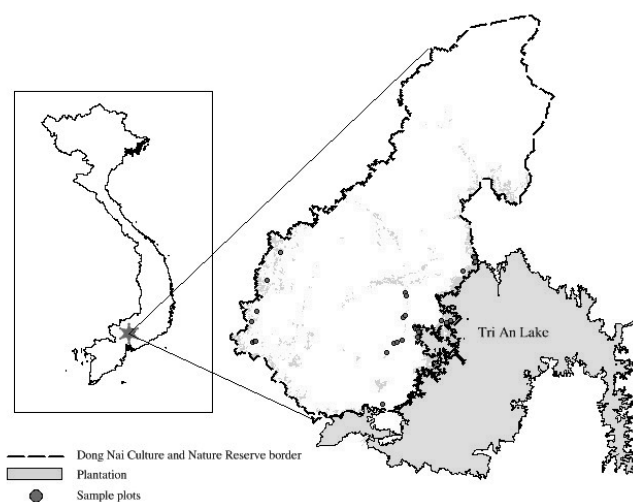 Tri An Lake
Dong Nai Culture and Nature Reserve border
Plantation
Sample plots